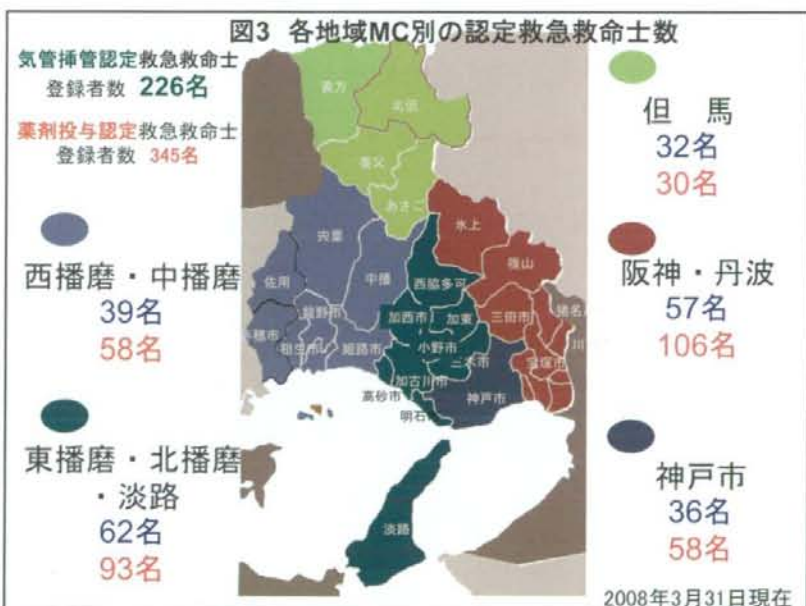 図3 各地域MC別の認定救急救命士数
気管挿管認定救急救命士
登録者数 226名
薬剤投与認定救急救命士
登録者数 345名
但 馬
32名
30名
西播磨・中播磨
39名
58名
阪神・丹波
57名
106名
東播磨・北播磨
・淡路
62名
93名
神戸市
36名
58名
養父
あさご
氷上
宍粟
篠山
佐用
中播
西脇多可
猪名
川
龍野市
加西市
加東
三田市
穂市
相生市
姫路市
小野市
三木市
宝塚市
加古川市
高砂市
神戸市
明石
淡路
2008年3月31日現在